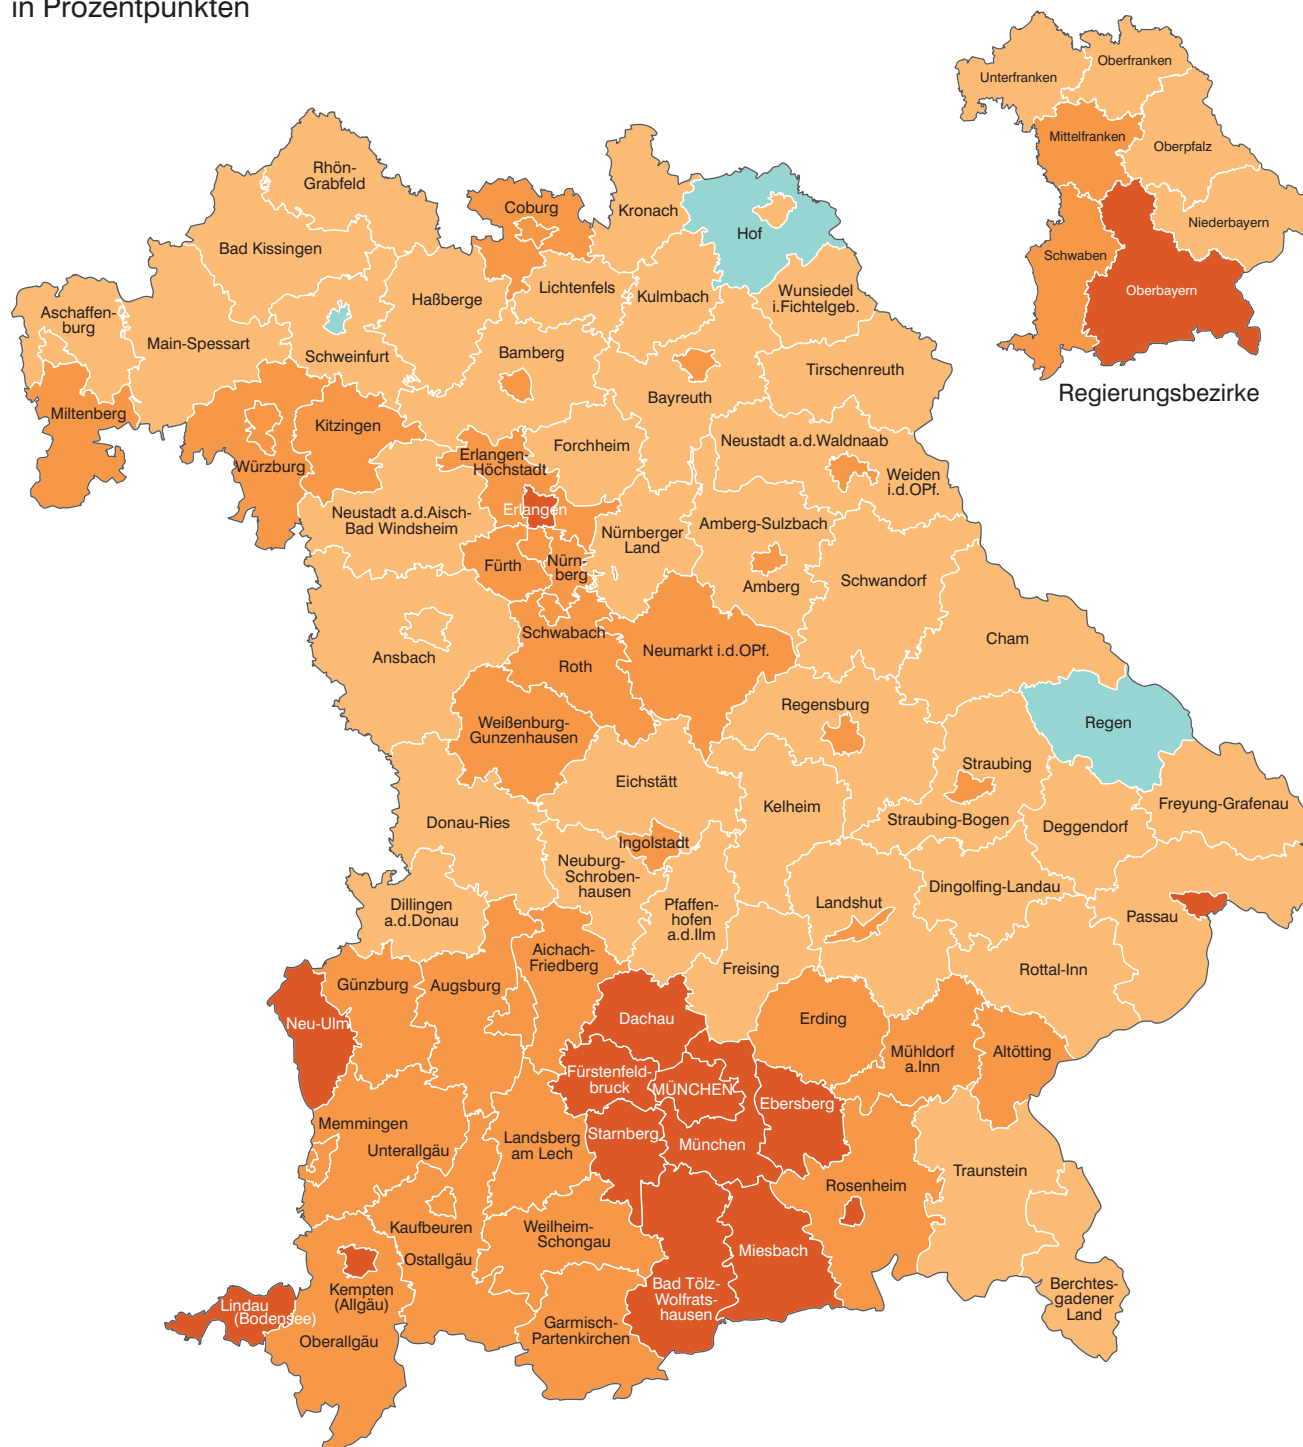 in Prozentpunkten
Unterfranken
Oberfranken
Mittelfranken
Oberpfalz
Niederbayern
Schwaben
Oberbayern
Regierungsbezirke
Rhön-
Grabfeld
Coburg
Kronach
Hof
Bad Kissingen
Haßberge
Lichtenfels
Kulmbach
Wunsiedel
i.Fichtelgeb.
Aschaffen-
burg
Main-Spessart
Schweinfurt
Bamberg
Bayreuth
Tirschenreuth
Miltenberg
Kitzingen
Würzburg
Erlangen-
Höchstadt
Forchheim
Neustadt a.d.Waldnaab
Weiden
i.d.OPf.
Neustadt a.d.Aisch-
Bad Windsheim
Erlangen
Nürnberger
Land
Amberg-Sulzbach
Fürth
Nürn-
berg
Amberg
Schwandorf
Ansbach
Schwabach
Roth
Neumarkt i.d.OPf.
Cham
Weißenburg-
Gunzenhausen
Regensburg
Regen
Eichstätt
Kelheim
Straubing
Straubing-Bogen
Deggendorf
Freyung-Grafenau
Donau-Ries
Ingolstadt
Neuburg-
Schroben-
hausen
Dillingen
a.d.Donau
Pfaffen-
hofen
a.d.Ilm
Landshut
Dingolfing-Landau
Passau
Aichach-
Friedberg
Freising
Rottal-Inn
Günzburg
Augsburg
Neu-Ulm
Dachau
Erding
Mühldorf
a.Inn
Altötting
Fürstenfeld-
bruck
MÜNCHEN
Ebersberg
Memmingen
Unterallgäu
Landsberg
am Lech
Starnberg
München
Traunstein
Rosenheim
Kaufbeuren
Ostallgäu
Weilheim-
Schongau
Miesbach
Kempten
(Allgäu)
Bad Tölz-
Wolfrats-
hausen
Berchtes-
gadener
Land
Lindau
(Bodensee)
Oberallgäu
Garmisch-
Partenkirchen